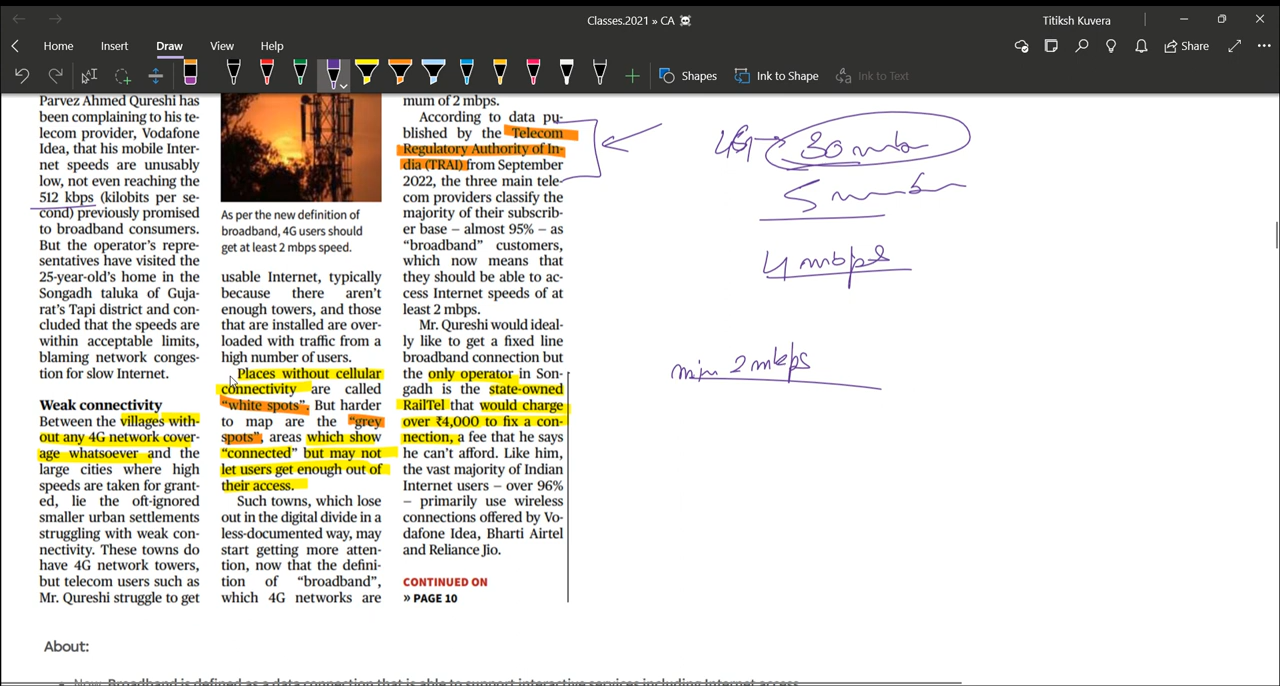 Classes.2021 » CA
Titiksh Kuvera
Home Insert Draw View Help
Share
Shapes
Ink to Shape
Ink to Text
Parvez Ahmed Qureshi has
been complaining to his te-
lecom provider, Vodafone
Idea, that his mobile Inter-
net speeds are unusably
low, not even reaching the
512 kbps (kilobits per se-
cond) previously promised
to broadband consumers.
But the operator's repre-
sentatives have visited the
25-year-old's home in the
Songadh taluka of Guja-
rat's Tapi district and con-
cluded that the speeds are
within acceptable limits,
blaming network conges-
tion for slow Internet.
Weak connectivity
Between the villages with-
out any 4G network cover-
age whatsoever and the
large cities where high
speeds are taken for grant-
ed, lie the oft-ignored
smaller urban settlements
struggling with weak con-
nectivity. These towns do
have 4G network towers,
but telecom users such as
Mr. Qureshi struggle to get
As per the new definition of
broadband, 4G users should
get at least 2 mbps speed.
usable Internet, typically
because there aren't
enough towers, and those
that are installed are over-
loaded with traffic from a
high number of users.
Places without cellular
connectivity are called
“white spots”. But harder
to map are the “grey
spots”, areas which show
“connected” but may not
let users get enough out of
their access.
Such towns, which lose
out in the digital divide in a
less-documented way, may
start getting more atten-
tion, now that the defini-
tion of “broadband”,
which 4G networks are
mum of 2 mbps.
According to data pu-
blished by the Telecom
Regulatory Authority of In-
dia (TRAI) from September
2022, the three main tele-
com providers classify the
majority of their subscrib-
er base – almost 95% – as
“broadband” customers,
which now means that
they should be able to ac-
cess Internet speeds of at
least 2 mbps.
Mr. Qureshi would ideal-
ly like to get a fixed line
broadband connection but
the only operator in Son-
gadh is the state-owned
RailTel that would charge
over ₹4,000 to fix a con-
nection, a fee that he says
he can't afford. Like him,
the vast majority of Indian
Internet users – over 96%
– primarily use wireless
connections offered by Vo-
dafone Idea, Bharti Airtel
and Reliance Jio.
CONTINUED ON
» PAGE 10
4G → 30
5
4 mbps
min 2 mbps
About:
Now, Broadband is defined as a data connection that is able to support interactive services including Internet access